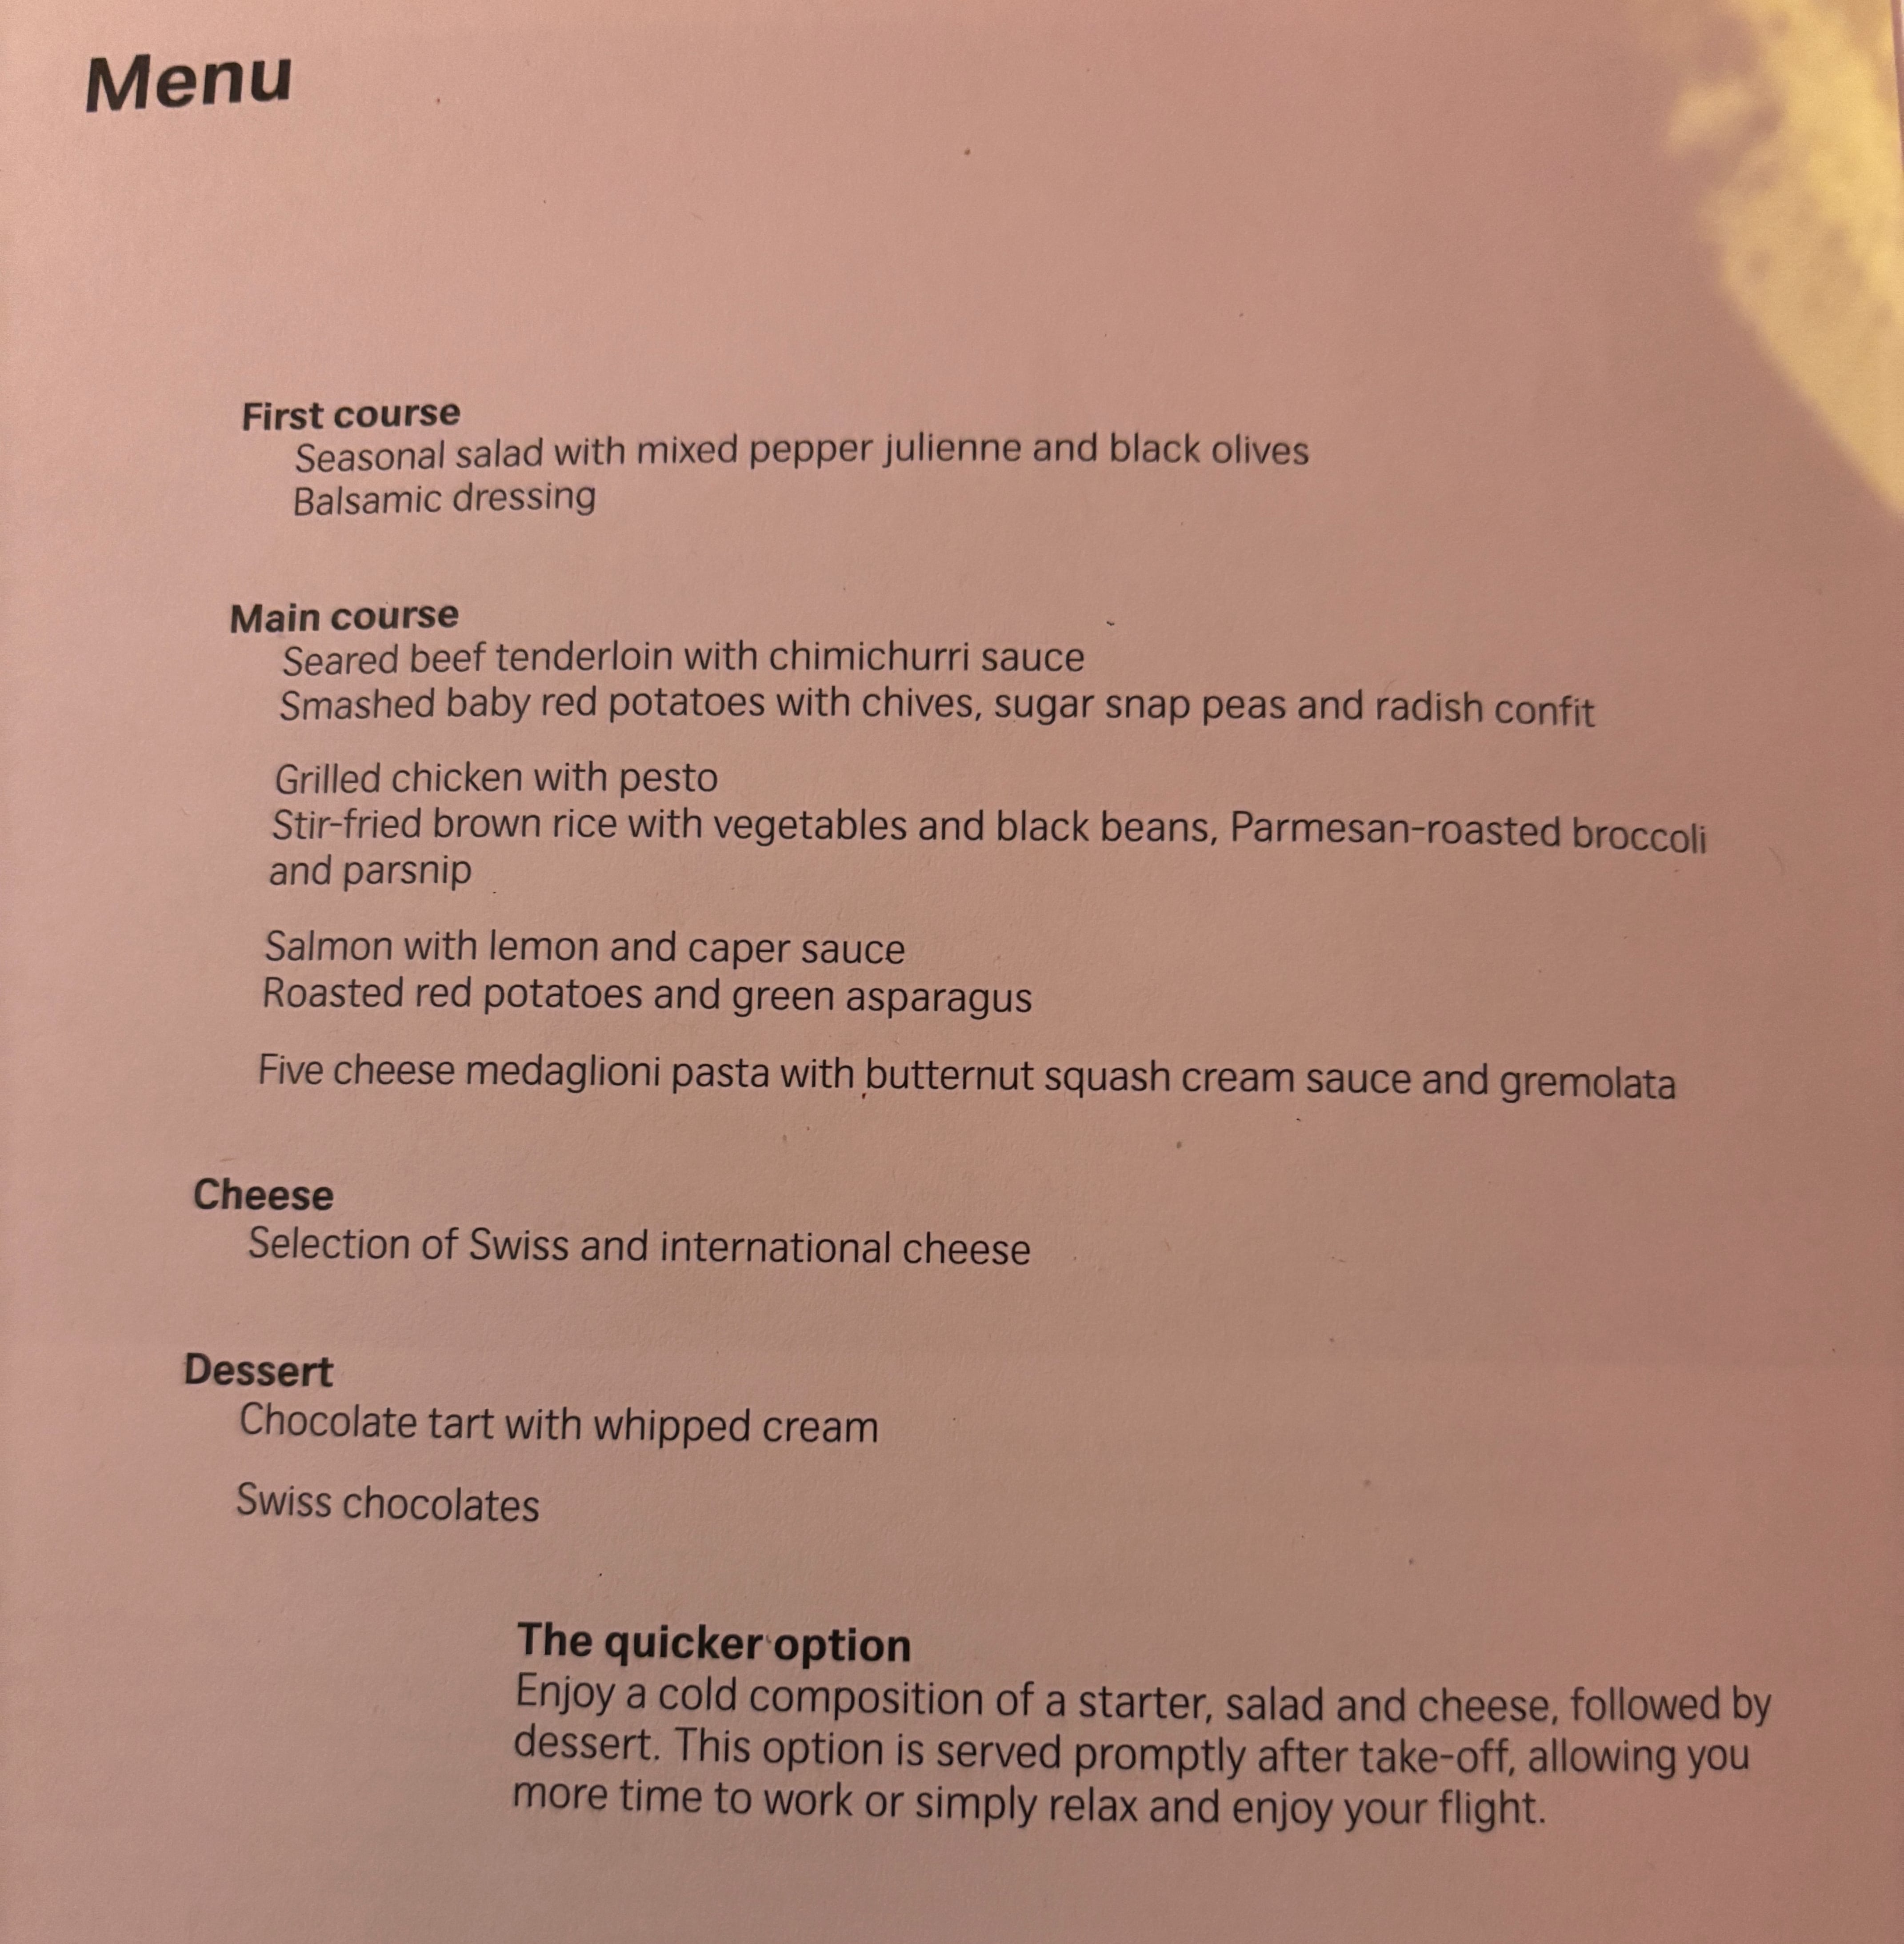 Menu
First course
Seasonal salad with mixed pepper julienne and black olives
Balsamic dressing
Main course
Seared beef tenderloin with chimichurri sauce
Smashed baby red potatoes with chives, sugar snap peas and radish confit
Grilled chicken with pesto
Stir-fried brown rice with vegetables and black beans, Parmesan-roasted broccoli
and parsnip
Salmon with lemon and caper sauce
Roasted red potatoes and green asparagus
Five cheese medaglioni pasta with butternut squash cream sauce and gremolata
Cheese
Selection of Swiss and international cheese
Dessert
Chocolate tart with whipped cream
Swiss chocolates
The quicker option
Enjoy a cold composition of a starter, salad and cheese, followed by
dessert. This option is served promptly after take-off, allowing you
more time to work or simply relax and enjoy your flight.